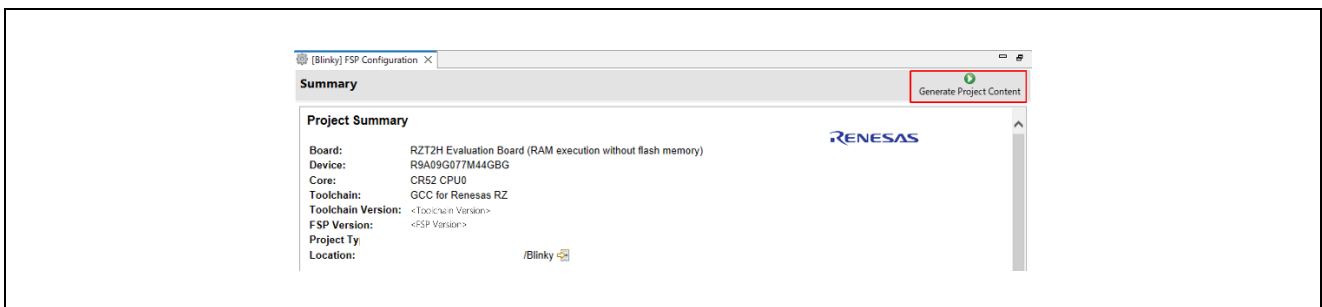 [Blinky] FSP Configuration
Summary
Generate Project Content
Project Summary
RENESAS
Board: RZT2H Evaluation Board (RAM execution without flash memory)
Device: R9A09G077M44GBG
Core: CR52 CPU0
Toolchain: GCC for Renesas RZ
Toolchain Version: <Toolchain Version>
FSP Version: <FSP Version>
Project Ty
Location: /Blinky